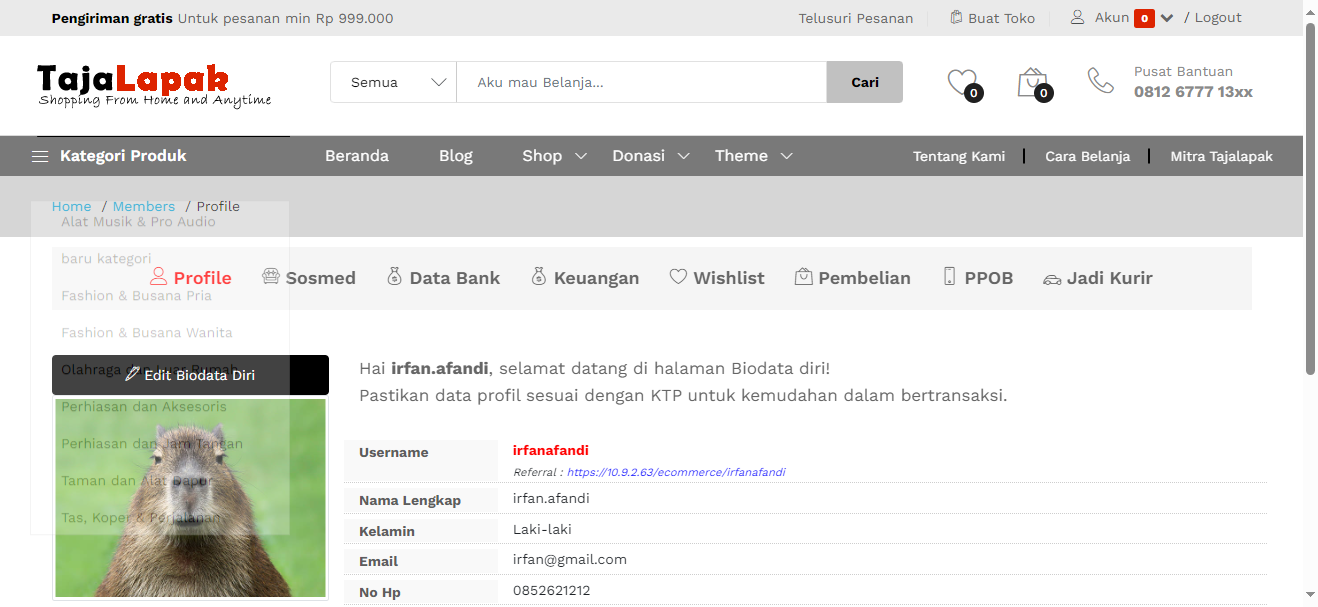 Pengiriman gratis Untuk pesanan min Rp 999.000
Telusuri Pesanan Buat Toko Akun 0 / Logout
TajaLapak
Shopping From Home and Anytime
Semua Aku mau Belanja... Cari
0 0
Pusat Bantuan
0812 6777 13xx
Kategori Produk Beranda Blog Shop Donasi Theme Tentang Kami Cara Belanja Mitra Tajalapak
Home / Members / Profile
Alat Musik & Pro Audio
baru kategori
Profile Sosmed Data Bank Keuangan Wishlist Pembelian PPOB Jadi Kurir
Fashion & Busana Pria
Fashion & Busana Wanita
Olahraga dan Luar Rumah
Edit Biodata Diri
Perhiasan dan Aksesoris
Perhiasan dan Jam Tangan
Taman dan Alat Dapur
Tas, Koper & Perjalanan
Hai irfan.afandi, selamat datang di halaman Biodata diri!
Pastikan data profil sesuai dengan KTP untuk kemudahan dalam bertransaksi.
Username irfanafandi
Referral : https://10.9.2.63/ecommerce/irfanafandi
Nama Lengkap irfan.afandi
Kelamin Laki-laki
Email irfan@gmail.com
No Hp 0852621212